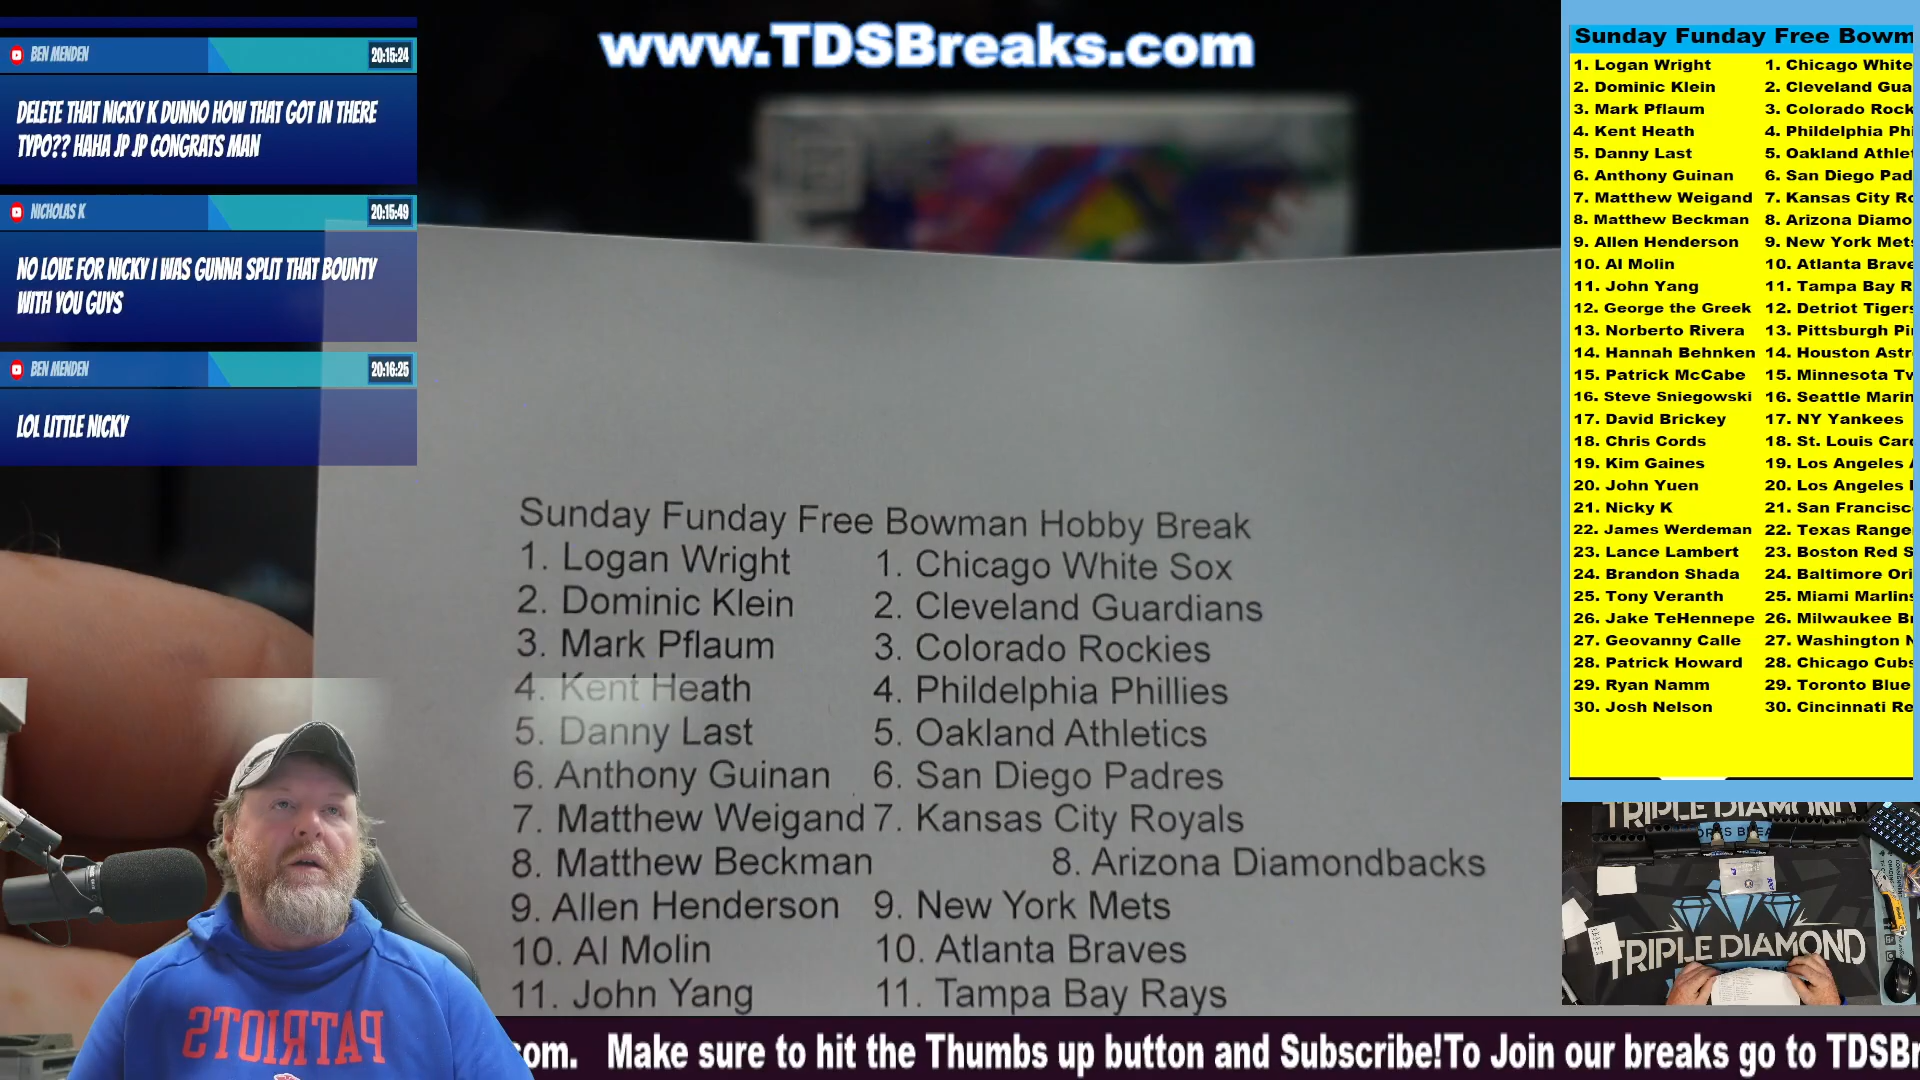 www.TDSBreaks.com
BEN MENDEN 20:15:24
DELETE THAT NICKY K DUNNO HOW THAT GOT IN THERE
TYPO?? HAHA JP JP CONGRATS MAN
NICHOLAS K 20:15:49
NO LOVE FOR NICKY I WAS GUNNA SPLIT THAT BOUNTY
WITH YOU GUYS
BEN MENDEN 20:16:25
LOL LITTLE NICKY
Sunday Funday Free Bowman Hobby Break
1. Logan Wright 1. Chicago White Sox
2. Dominic Klein 2. Cleveland Guardians
3. Mark Pflaum 3. Colorado Rockies
4. Kent Heath 4. Phildelphia Phillies
5. Danny Last 5. Oakland Athletics
6. Anthony Guinan 6. San Diego Padres
7. Matthew Weigand 7. Kansas City Royals
8. Matthew Beckman 8. Arizona Diamondbacks
9. Allen Henderson 9. New York Mets
10. Al Molin 10. Atlanta Braves
11. John Yang 11. Tampa Bay Rays
PATRIOTS
Sunday Funday Free Bowm
1. Logan Wright 1. Chicago White
2. Dominic Klein 2. Cleveland Gua
3. Mark Pflaum 3. Colorado Rock
4. Kent Heath 4. Phildelphia Phi
5. Danny Last 5. Oakland Athlet
6. Anthony Guinan 6. San Diego Pad
7. Matthew Weigand 7. Kansas City Ro
8. Matthew Beckman 8. Arizona Diamo
9. Allen Henderson 9. New York Mets
10. Al Molin 10. Atlanta Brave
11. John Yang 11. Tampa Bay R
12. George the Greek 12. Detriot Tigers
13. Norberto Rivera 13. Pittsburgh Pi
14. Hannah Behnken 14. Houston Astr
15. Patrick McCabe 15. Minnesota Tw
16. Steve Sniegowski 16. Seattle Marin
17. David Brickey 17. NY Yankees
18. Chris Cords 18. St. Louis Card
19. Kim Gaines 19. Los Angeles A
20. John Yuen 20. Los Angeles
21. Nicky K 21. San Francisc
22. James Werdeman 22. Texas Range
23. Lance Lambert 23. Boston Red S
24. Brandon Shada 24. Baltimore Ori
25. Tony Veranth 25. Miami Marlins
26. Jake TeHennepe 26. Milwaukee Br
27. Geovanny Calle 27. Washington N
28. Patrick Howard 28. Chicago Cubs
29. Ryan Namm 29. Toronto Blue
30. Josh Nelson 30. Cincinnati Re
TRIPLE DIAMOND
TRIPLE DIAMOND
.com. Make sure to hit the Thumbs up button and Subscribe!To Join our breaks go to TDSBr